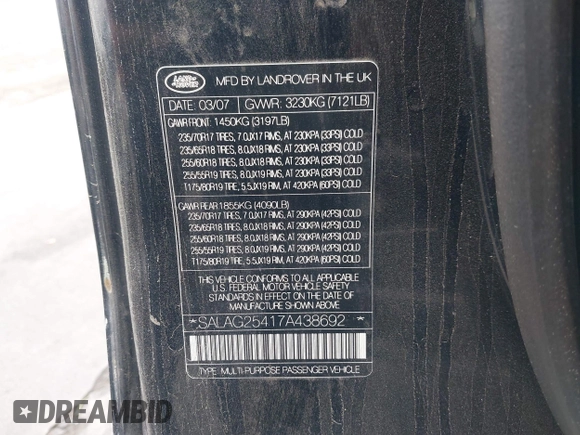 LAND ROVER
MFD BY LANDROVER IN THE UK
DATE: 03/07 GVWR: 3230KG (7121LB)
GAWR FRONT: 1450KG (3197LB)
235/70R17 TIRES, 7.0JX17 RIMS, AT 230KPA (33PSI) COLD
235/65R18 TIRES, 8.0JX18 RIMS, AT 230KPA (33PSI) COLD
255/60R18 TIRES, 8.0JX18 RIMS, AT 230KPA (33PSI) COLD
255/55R19 TIRES, 8.0JX19 RIMS, AT 230KPA (33PSI) COLD
T175/80R19 TIRE, 5.5JX19 RIM, AT 420KPA (60PSI) COLD
GAWR REAR: 1855KG (4090LB)
235/70R17 TIRES, 7.0JX17 RIMS, AT 290KPA (42PSI) COLD
235/65R18 TIRES, 8.0JX18 RIMS, AT 290KPA (42PSI) COLD
255/60R18 TIRES, 8.0JX18 RIMS, AT 290KPA (42PSI) COLD
255/55R19 TIRES, 8.0JX19 RIMS, AT 290KPA (42PSI) COLD
T175/80R19 TIRE, 5.5JX19 RIM, AT 420KPA (60PSI) COLD
THIS VEHICLE CONFORMS TO ALL APPLICABLE
U.S. FEDERAL MOTOR VEHICLE SAFETY
STANDARDS IN EFFECT ON THE DATE OF
MANUFACTURE SHOWN ABOVE
*SALAG25417A438692 *
TYPE: MULTI-PURPOSE PASSENGER VEHICLE
DREAMBID